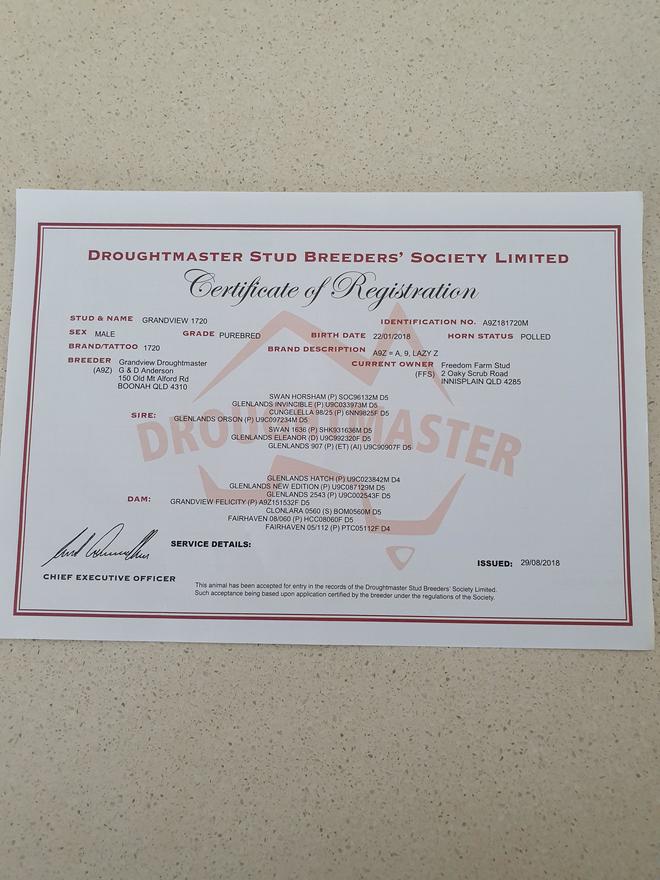 DROUGHTMASTER STUD BREEDERS' SOCIETY LIMITED
Certificate of Registration
STUD & NAME GRANDVIEW 1720 IDENTIFICATION NO. A9Z181720M
SEX MALE GRADE PUREBRED BIRTH DATE 22/01/2018 HORN STATUS POLLED
BRAND/TATTOO 1720 BRAND DESCRIPTION A9Z = A, 9, LAZY Z
BREEDER Grandview Droughtmaster CURRENT OWNER Freedom Farm Stud
(A9Z) G & D Anderson (FFS) 2 Oaky Scrub Road
150 Old Mt Alford Rd INNISPLAIN QLD 4285
BOONAH QLD 4310
SWAN HORSHAM (P) SOC96132M D5
GLENLANDS INVINCIBLE (P) U9C033973M D5
CUNGELELLA 98/25 (P) 6NN9825F D5
SIRE: GLENLANDS ORSON (P) U9C097234M D5
SWAN 1636 (P) SHK931636M D5
GLENLANDS ELEANOR (D) U9C992320F D5
GLENLANDS 907 (P) (ET) (AI) U9C90907F D5
DROUGHTMASTER
GLENLANDS HATCH (P) U9C023842M D4
GLENLANDS NEW EDITION (P) U9C087129M D5
GLENLANDS 2543 (P) U9C002543F D5
DAM: GRANDVIEW FELICITY (P) A9Z151532F D5
CLONLARA 0560 (S) BOM0560M D5
FAIRHAVEN 08/060 (P) HCC08060F D5
FAIRHAVEN 05/112 (P) PTC05112F D4
SERVICE DETAILS:
ISSUED: 29/08/2018
CHIEF EXECUTIVE OFFICER
This animal has been accepted for entry in the records of the Droughtmaster Stud Breeders' Society Limited.
Such acceptance being based upon application certified by the breeder under the regulations of the Society.